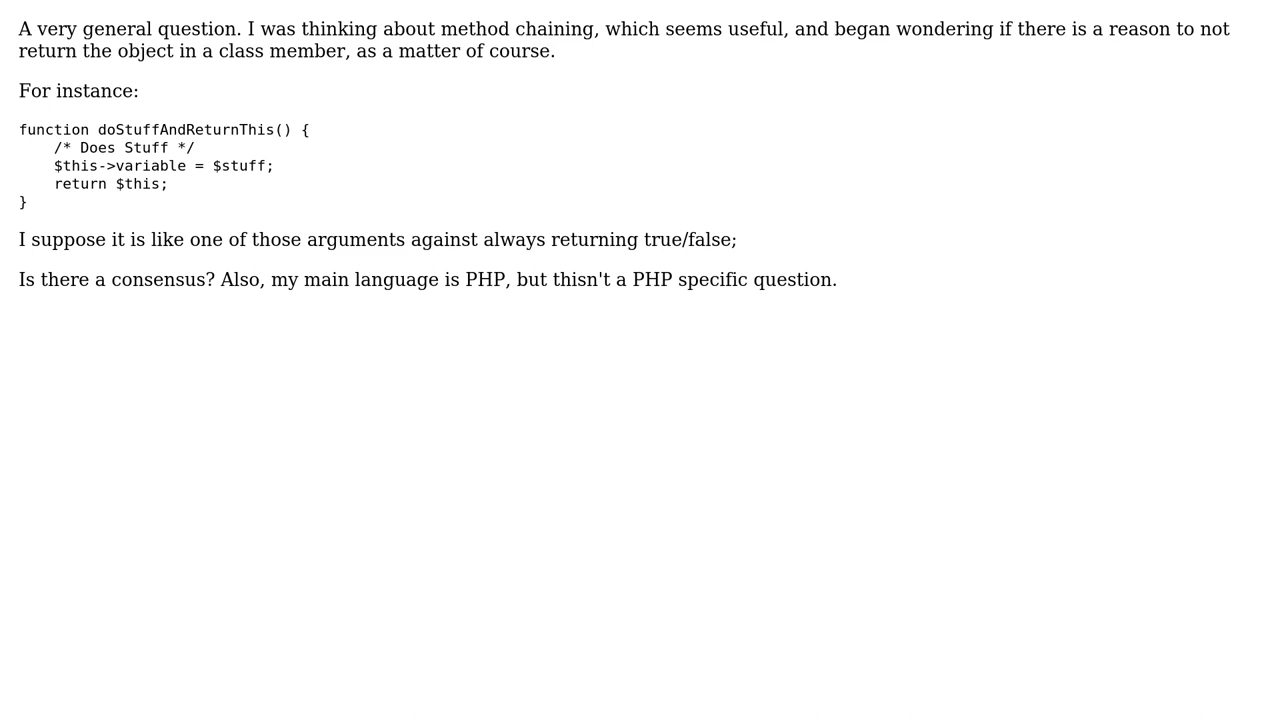 A very general question. I was thinking about method chaining, which seems useful, and began wondering if there is a reason to not
return the object in a class member, as a matter of course.
For instance:
function doStuffAndReturnThis() {
    /* Does Stuff */
    $this->variable = $stuff;
    return $this;
}
I suppose it is like one of those arguments against always returning true/false;
Is there a consensus? Also, my main language is PHP, but thisn't a PHP specific question.